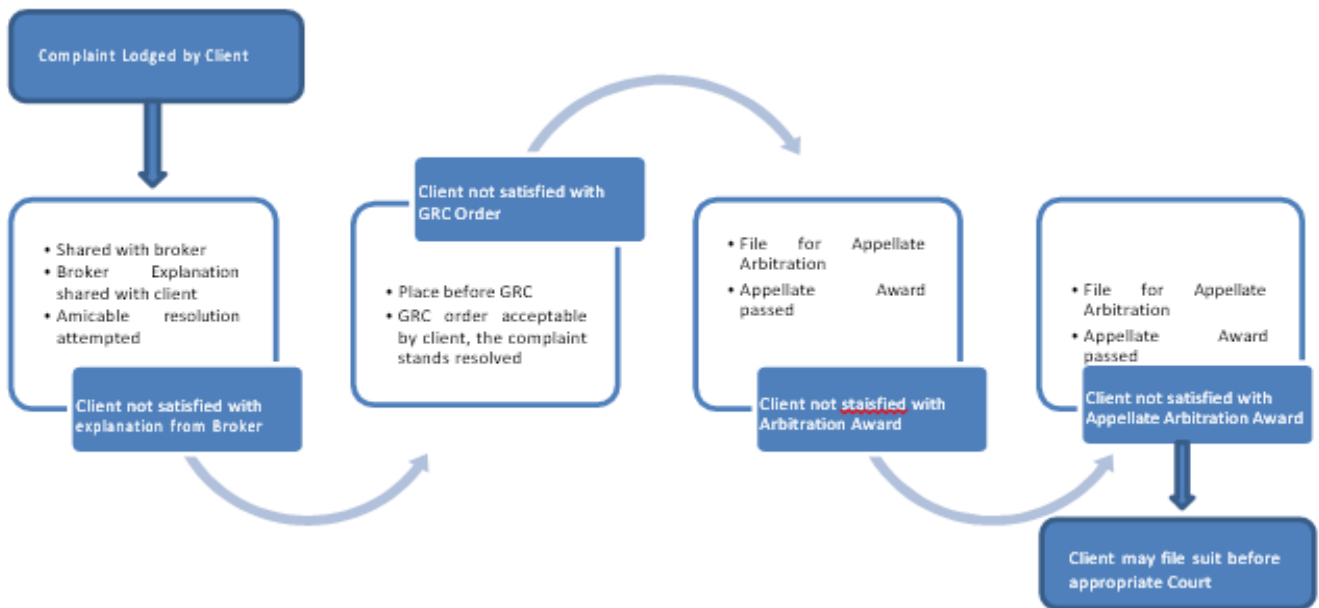 Complaint Lodged by Client
• Shared with broker
• Broker Explanation
shared with client
• Amicable resolution
attempted
Client not satisfied with
explanation from Broker
Client not satisfied with
GRC Order
• Place before GRC
• GRC order acceptable
by client, the complaint
stands resolved
• File for Appellate
Arbitration
• Appellate Award
passed
Client not staisfied with
Arbitration Award
• File for Appellate
Arbitration
• Appellate Award
passed
Client not satisfied with
Appellate Arbitration Award
Client may file suit before
appropriate Court